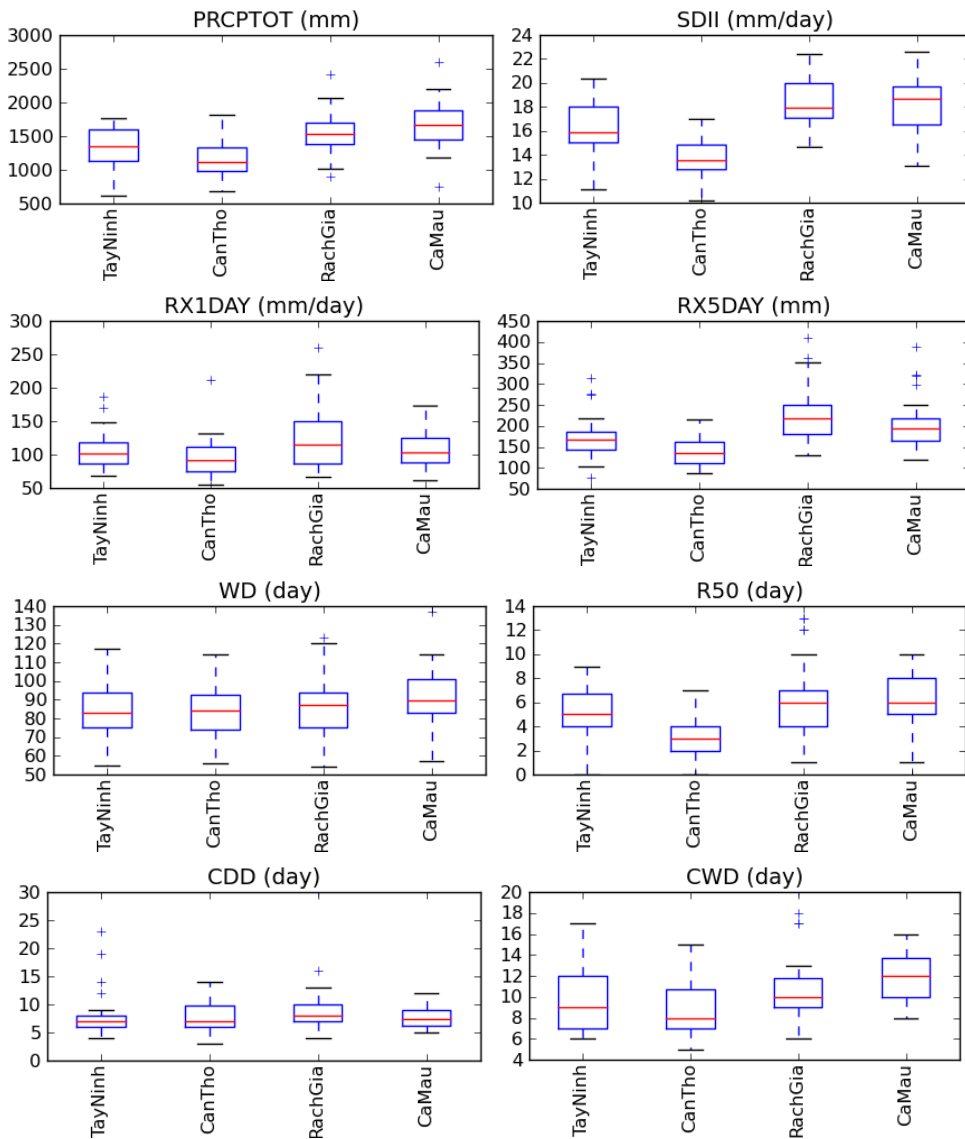 PRCPTOT (mm)
3000
2500
2000
1500
1000
500
TayNinh
CanTho
RachGia
CaMau
SDII (mm/day)
24
22
20
18
16
14
12
10
TayNinh
CanTho
RachGia
CaMau
RX1DAY (mm/day)
300
250
200
150
100
50
TayNinh
CanTho
RachGia
CaMau
RX5DAY (mm)
450
400
350
300
250
200
150
100
50
TayNinh
CanTho
RachGia
CaMau
WD (day)
140
130
120
110
100
90
80
70
60
50
TayNinh
CanTho
RachGia
CaMau
R50 (day)
14
12
10
8
6
4
2
0
TayNinh
CanTho
RachGia
CaMau
CDD (day)
30
25
20
15
10
5
0
TayNinh
CanTho
RachGia
CaMau
CWD (day)
20
18
16
14
12
10
8
6
4
TayNinh
CanTho
RachGia
CaMau